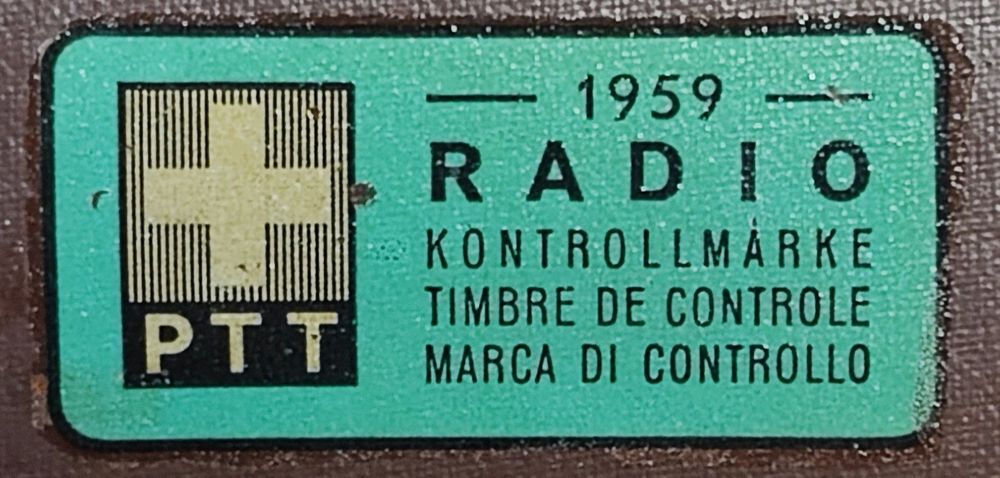 PTT
1959
RADIO
KONTROLLMARKE
TIMBRE DE CONTROLE
MARCA DI CONTROLLO